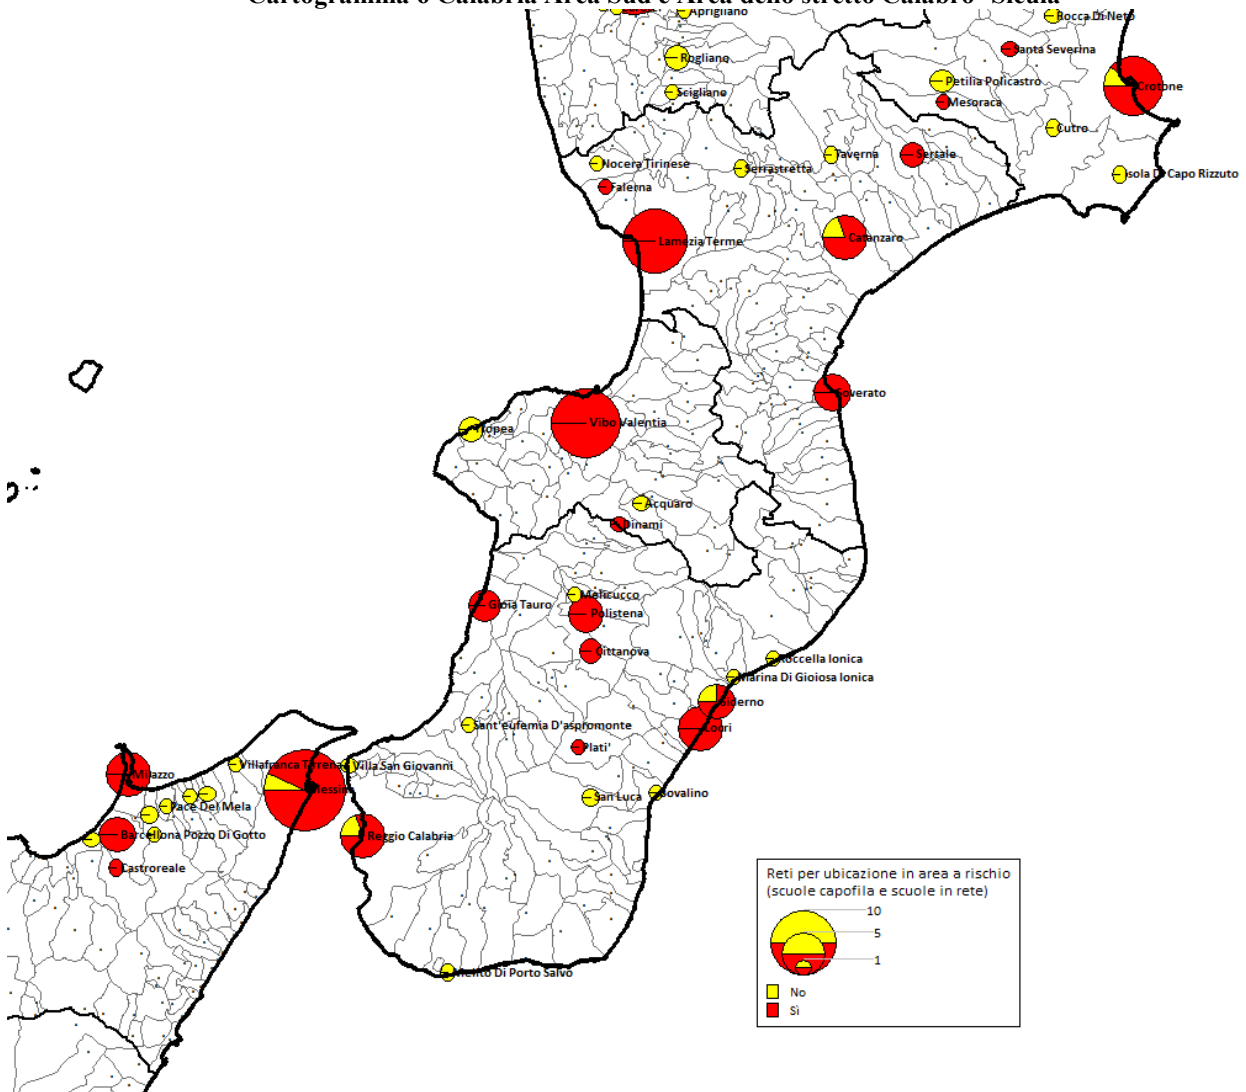 Cartogramma 6 Calabria Area Sud e Area dello stretto Calabro- Siculia
Aprigliano
Rocca Di Neto
Santa Severina
Rogliano
Petilia Policastro
Crotone
Scigliano
Mesoraca
Cutro
Nocera Tirinese
Serrastretta
Taverna
Sersale
Isola Di Capo Rizzuto
Falerna
Lamezia Terme
Catanzaro
Soverato
Tropea
Vibo Valentia
Acquaro
Dinami
Melicucco
Gioia Tauro
Polistena
Cittanova
Roccella Ionica
Marina Di Gioiosa Ionica
Siderno
Sant'eufemia D'aspromonte
Locri
Plati'
Villafranca Tirrena
Villa San Giovanni
Milazzo
Messina
San Luca
Bovalino
Pace Del Mela
Barcellona Pozzo Di Gotto
Reggio Calabria
Castroreale
Melito Di Porto Salvo
Reti per ubicazione in area a rischio
(scuole capofila e scuole in rete)
10
5
1
No
Sì